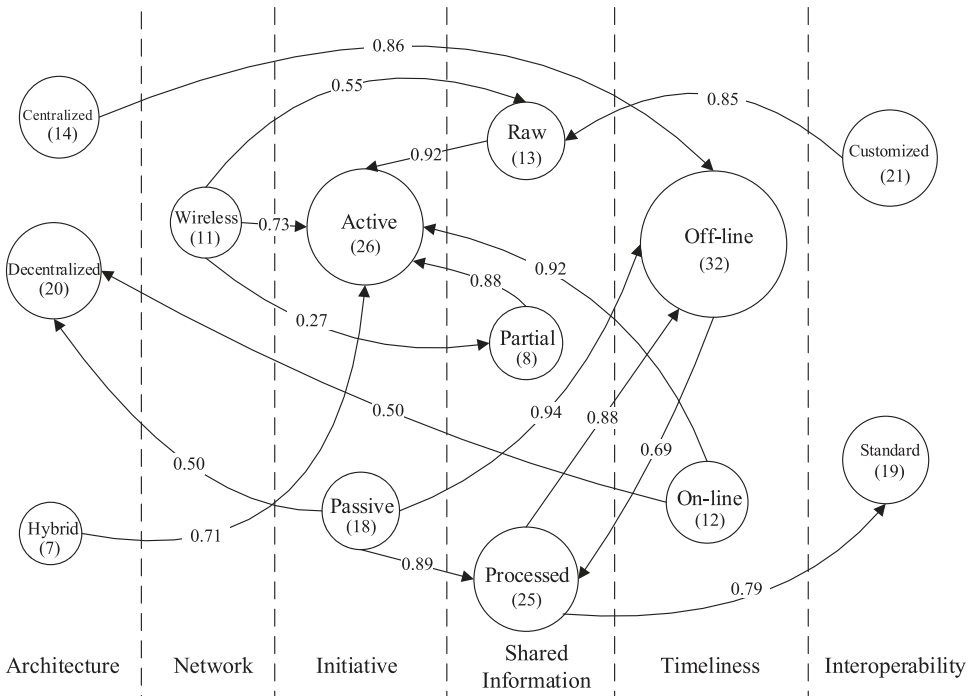 0.86
0.55
0.85
Centralized
(14)
Raw
(13)
Customized
(21)
0.92
Wireless
(11)
0.73
Active
(26)
Off-line
(32)
Decentralized
(20)
0.92
0.88
0.27
Partial
(8)
0.50
0.94
0.88
0.69
Standard
(19)
0.50
Passive
(18)
On-line
(12)
Hybrid
(7)
0.71
0.89
Processed
(25)
0.79
Architecture
Network
Initiative
Shared
Information
Timeliness
Interoperability